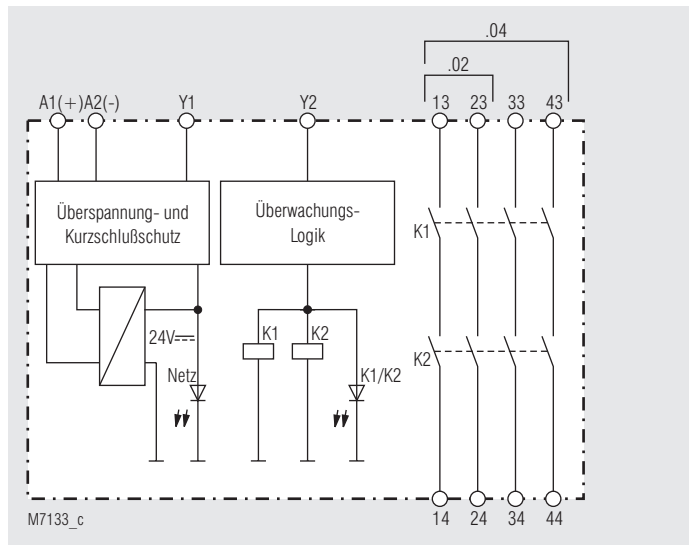 .04
.02
A1(+) A2(-) Y1 Y2 13 23 33 43
Überspannung- und
Kurzschlußschutz
Überwachungs-
Logik
K1
24V
K1 K2
K2
Netz
K1/K2
M7133_c
14 24 34 44